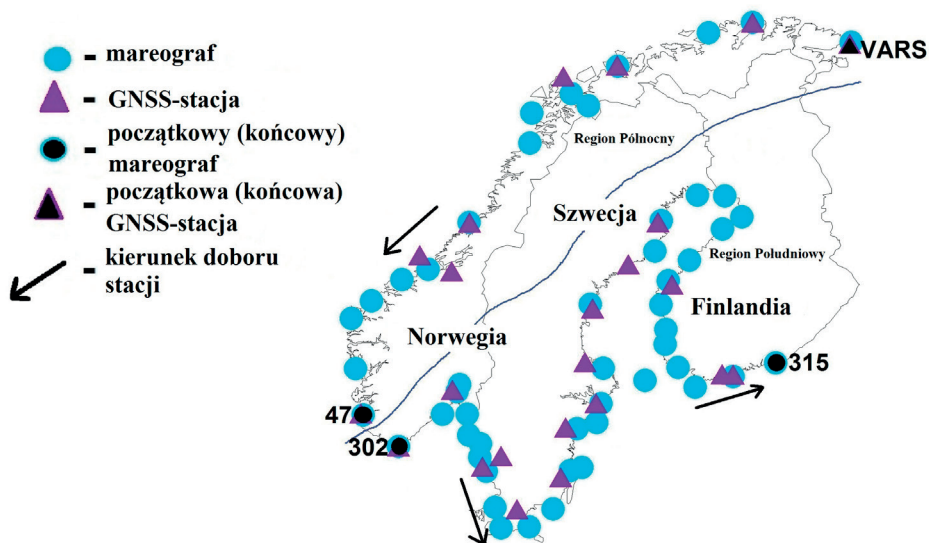 mareograf
GNSS-stacja
początkowy (końcowy)
mareograf
początkowa (końcowa)
GNSS-stacja
kierunek doboru
stacji
VARS
Region Północny
Szwecja
Region Południowy
Finlandia
Norwegia
315
47
302